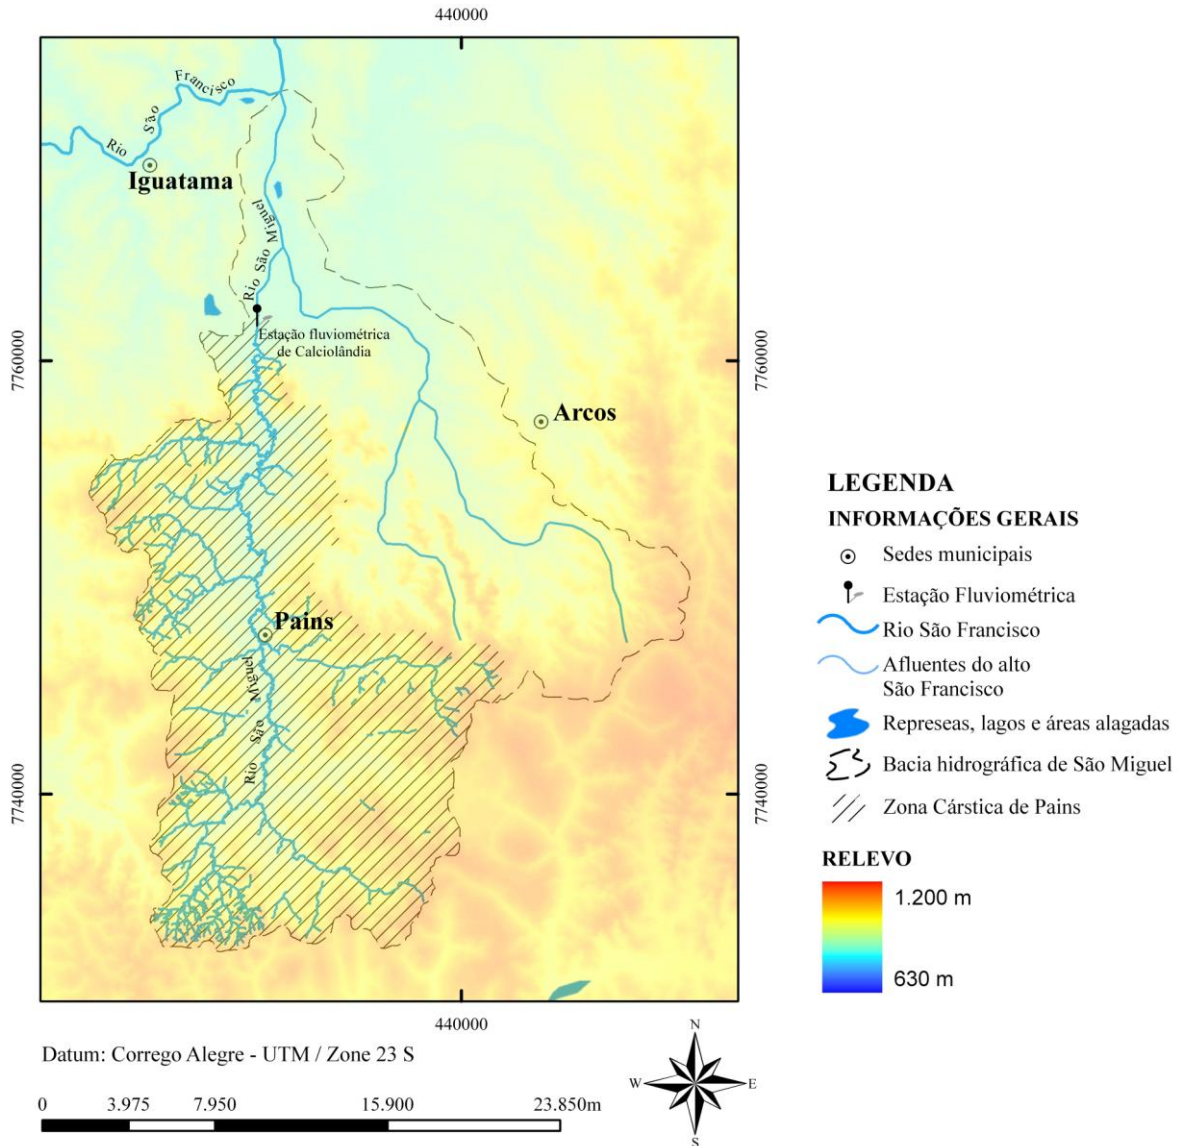 440000
Rio São Francisco
Iguatama
Rio São Miguel
Estação fluviométrica
de Calciolândia
7760000
7760000
Arcos
Pains
Rio São Miguel
7740000
7740000
440000
LEGENDA
INFORMAÇÕES GERAIS
Sedes municipais
Estação Fluviométrica
Rio São Francisco
Afluentes do alto
São Francisco
Represeas, lagos e áreas alagadas
Bacia hidrográfica de São Miguel
Zona Cárstica de Pains
RELEVO
1.200 m
630 m
Datum: Corrego Alegre - UTM / Zone 23 S
0 3.975 7.950 15.900 23.850m
N
W E
S